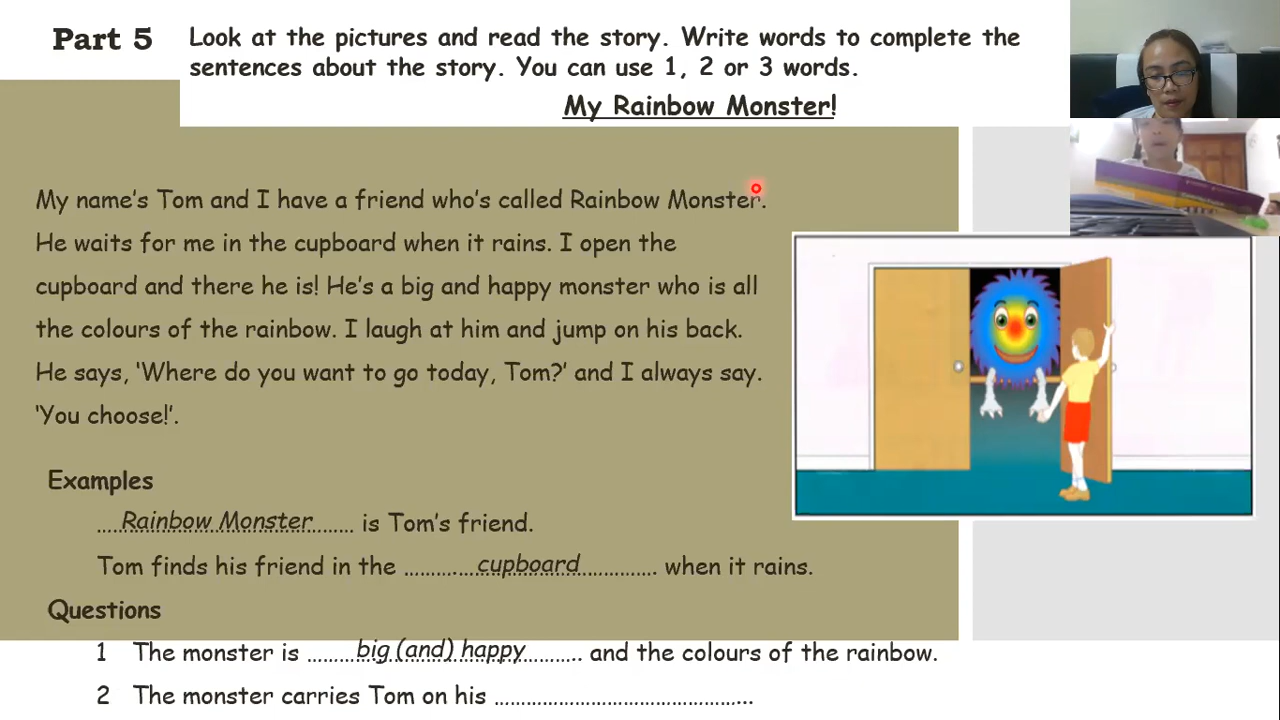 Part 5
Look at the pictures and read the story. Write words to complete the
sentences about the story. You can use 1, 2 or 3 words.
My Rainbow Monster!
My name's Tom and I have a friend who's called Rainbow Monster.
He waits for me in the cupboard when it rains. I open the
cupboard and there he is! He's a big and happy monster who is all
the colours of the rainbow. I laugh at him and jump on his back.
He says, 'Where do you want to go today, Tom?' and I always say.
'You choose!'.
Examples
.....Rainbow Monster....... is Tom's friend.
Tom finds his friend in the ............cupboard............. when it rains.
Questions
1 The monster is .........big (and) happy.......... and the colours of the rainbow.
2 The monster carries Tom on his ............................................